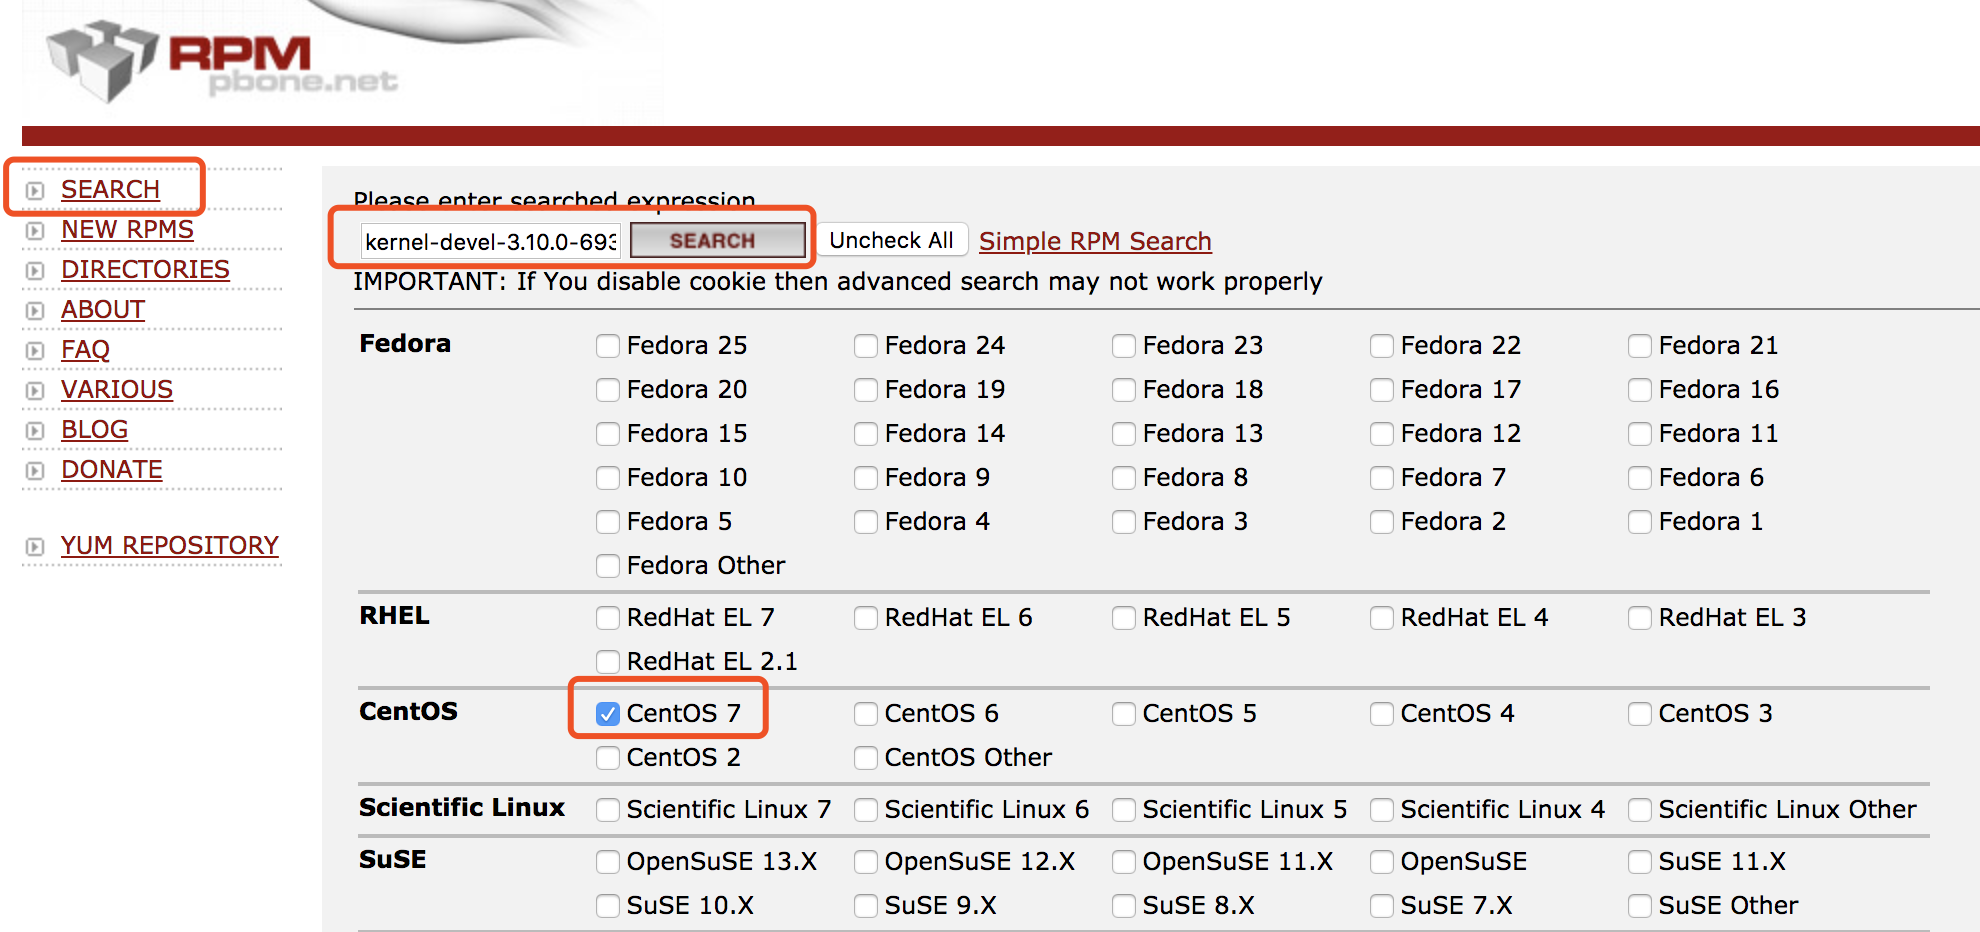 RPM
pbone.net
SEARCH
NEW RPMS
DIRECTORIES
ABOUT
FAQ
VARIOUS
BLOG
DONATE
YUM REPOSITORY
Please enter searched expression
kernel-devel-3.10.0-693 SEARCH Uncheck All Simple RPM Search
IMPORTANT: If You disable cookie then advanced search may not work properly
Fedora Fedora 25 Fedora 24 Fedora 23 Fedora 22 Fedora 21
Fedora 20 Fedora 19 Fedora 18 Fedora 17 Fedora 16
Fedora 15 Fedora 14 Fedora 13 Fedora 12 Fedora 11
Fedora 10 Fedora 9 Fedora 8 Fedora 7 Fedora 6
Fedora 5 Fedora 4 Fedora 3 Fedora 2 Fedora 1
Fedora Other
RHEL RedHat EL 7 RedHat EL 6 RedHat EL 5 RedHat EL 4 RedHat EL 3
RedHat EL 2.1
CentOS CentOS 7 CentOS 6 CentOS 5 CentOS 4 CentOS 3
CentOS 2 CentOS Other
Scientific Linux Scientific Linux 7 Scientific Linux 6 Scientific Linux 5 Scientific Linux 4 Scientific Linux Other
SuSE OpenSuSE 13.X OpenSuSE 12.X OpenSuSE 11.X OpenSuSE SuSE 11.X
SuSE 10.X SuSE 9.X SuSE 8.X SuSE 7.X SuSE Other